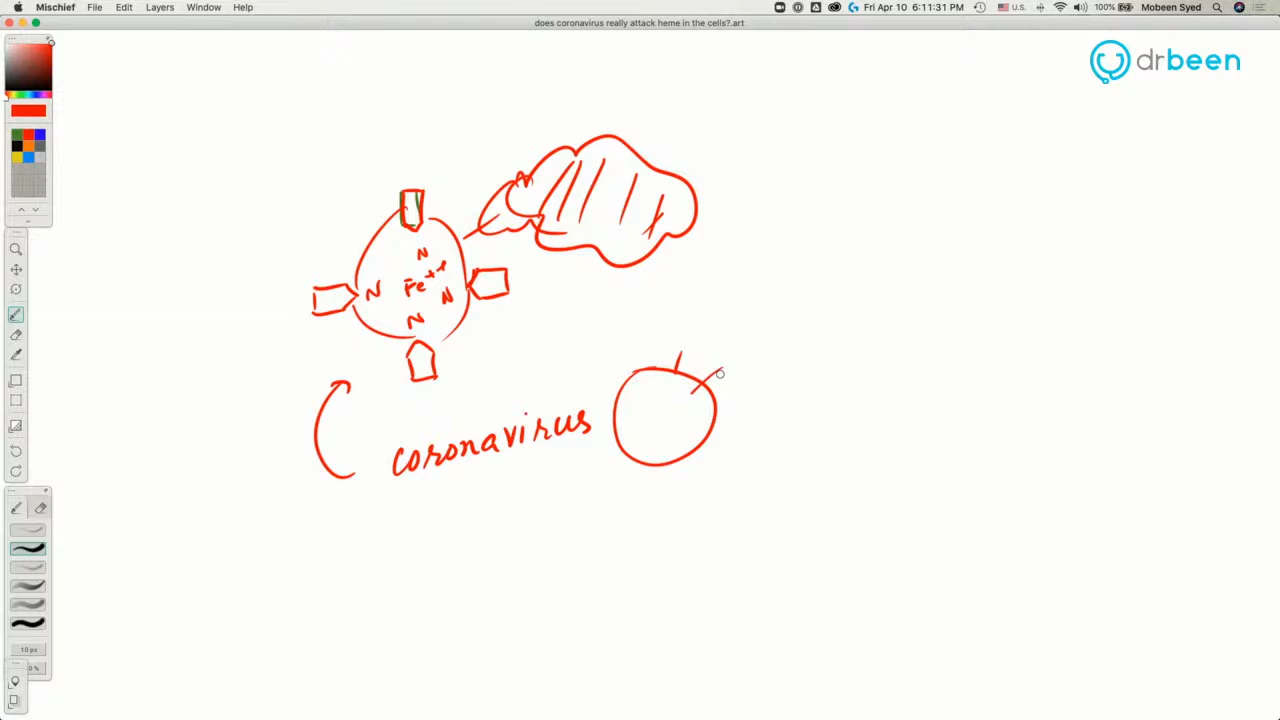 Mischief File Edit Layers Window Help U.S. 100% Fri Apr 10 6:11:31 PM Mobeen Syed
does coronavirus really attack heme in the cells?.art
drbeen
N
Fe++
N
N
N
coronavirus
10 px
0 %